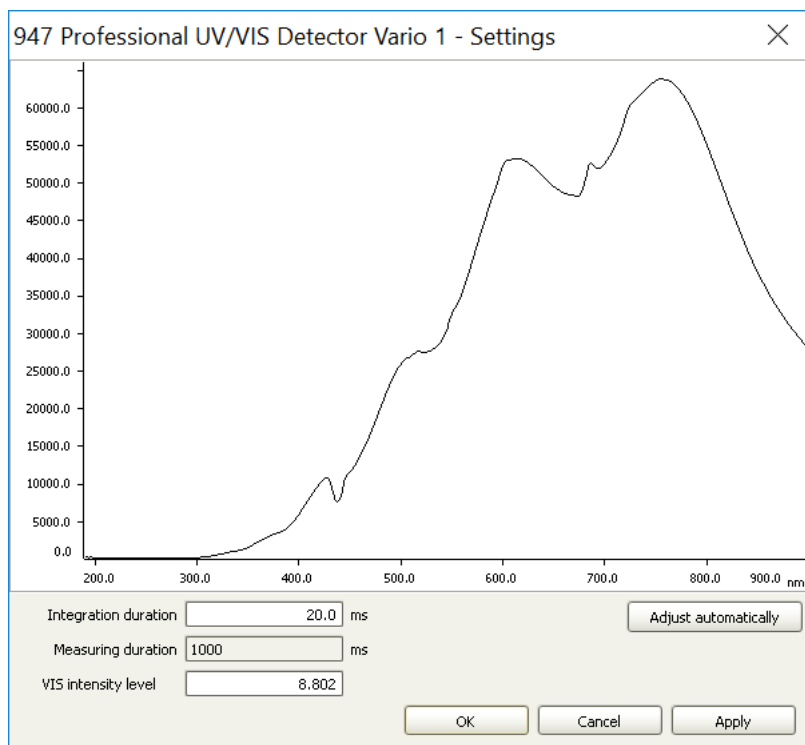 947 Professional UV/VIS Detector Vario 1 - Settings
60000.0
55000.0
50000.0
45000.0
40000.0
35000.0
30000.0
25000.0
20000.0
15000.0
10000.0
5000.0
0.0
200.0 300.0 400.0 500.0 600.0 700.0 800.0 900.0 nm
Integration duration 20.0 ms Adjust automatically
Measuring duration 1000 ms
VIS intensity level 8.802
OK Cancel Apply